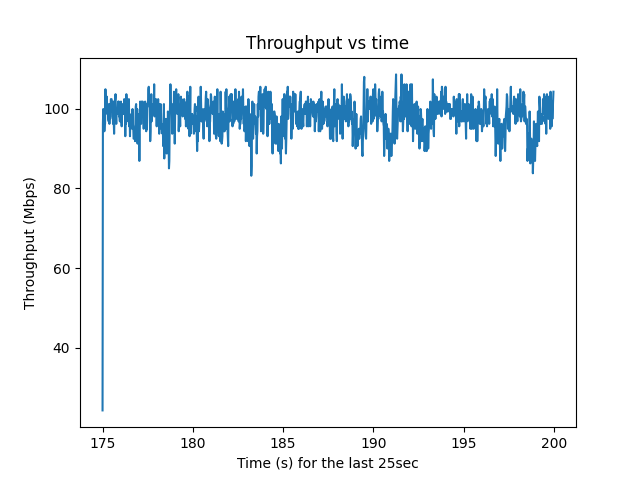 Throughput vs time
100
80
60
40
Throughput (Mbps)
175 180 185 190 195 200
Time (s) for the last 25sec